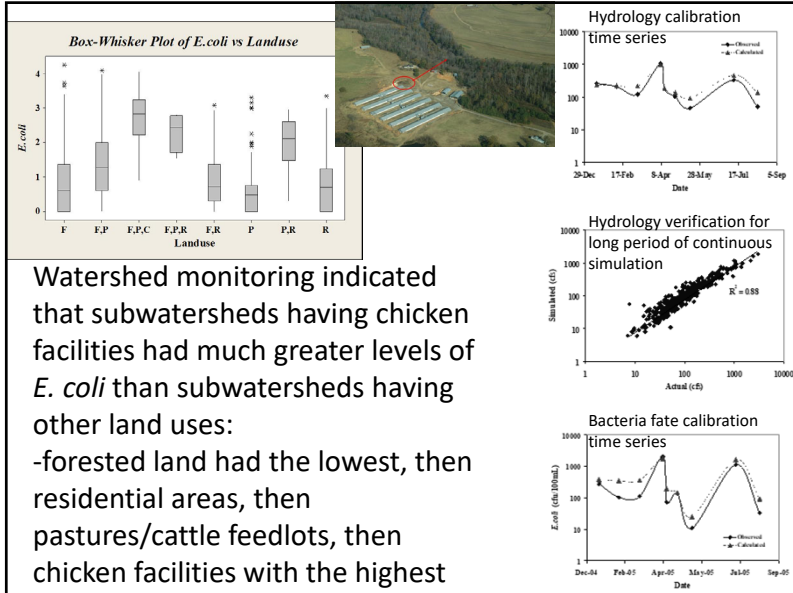 Box-Whisker Plot of E.coli vs Landuse
E.coli
4
3
2
1
0
F F,P F,P,C F,P,R F,R P P,R R
Landuse
Watershed monitoring indicated
that subwatersheds having chicken
facilities had much greater levels of
E. coli than subwatersheds having
other land uses:
-forested land had the lowest, then
residential areas, then
pastures/cattle feedlots, then
chicken facilities with the highest
Hydrology calibration
time series
Observed
Calculated
1000
100
10
1
29-Dec 17-Feb 8-Apr 28-May 17-Jul 5-Sep
Date
Hydrology verification for
long period of continuous
simulation
Simulated (cfs)
10000
1000
100
10
1
R² = 0.88
1 10 100 1000 10000
Actual (cfs)
Bacteria fate calibration
time series
E.coli (cfu/100mL)
10000
1000
100
10
1
Observed
Calculated
Dec-04 Feb-05 Apr-05 May-05 Jul-05 Sep-05
Date